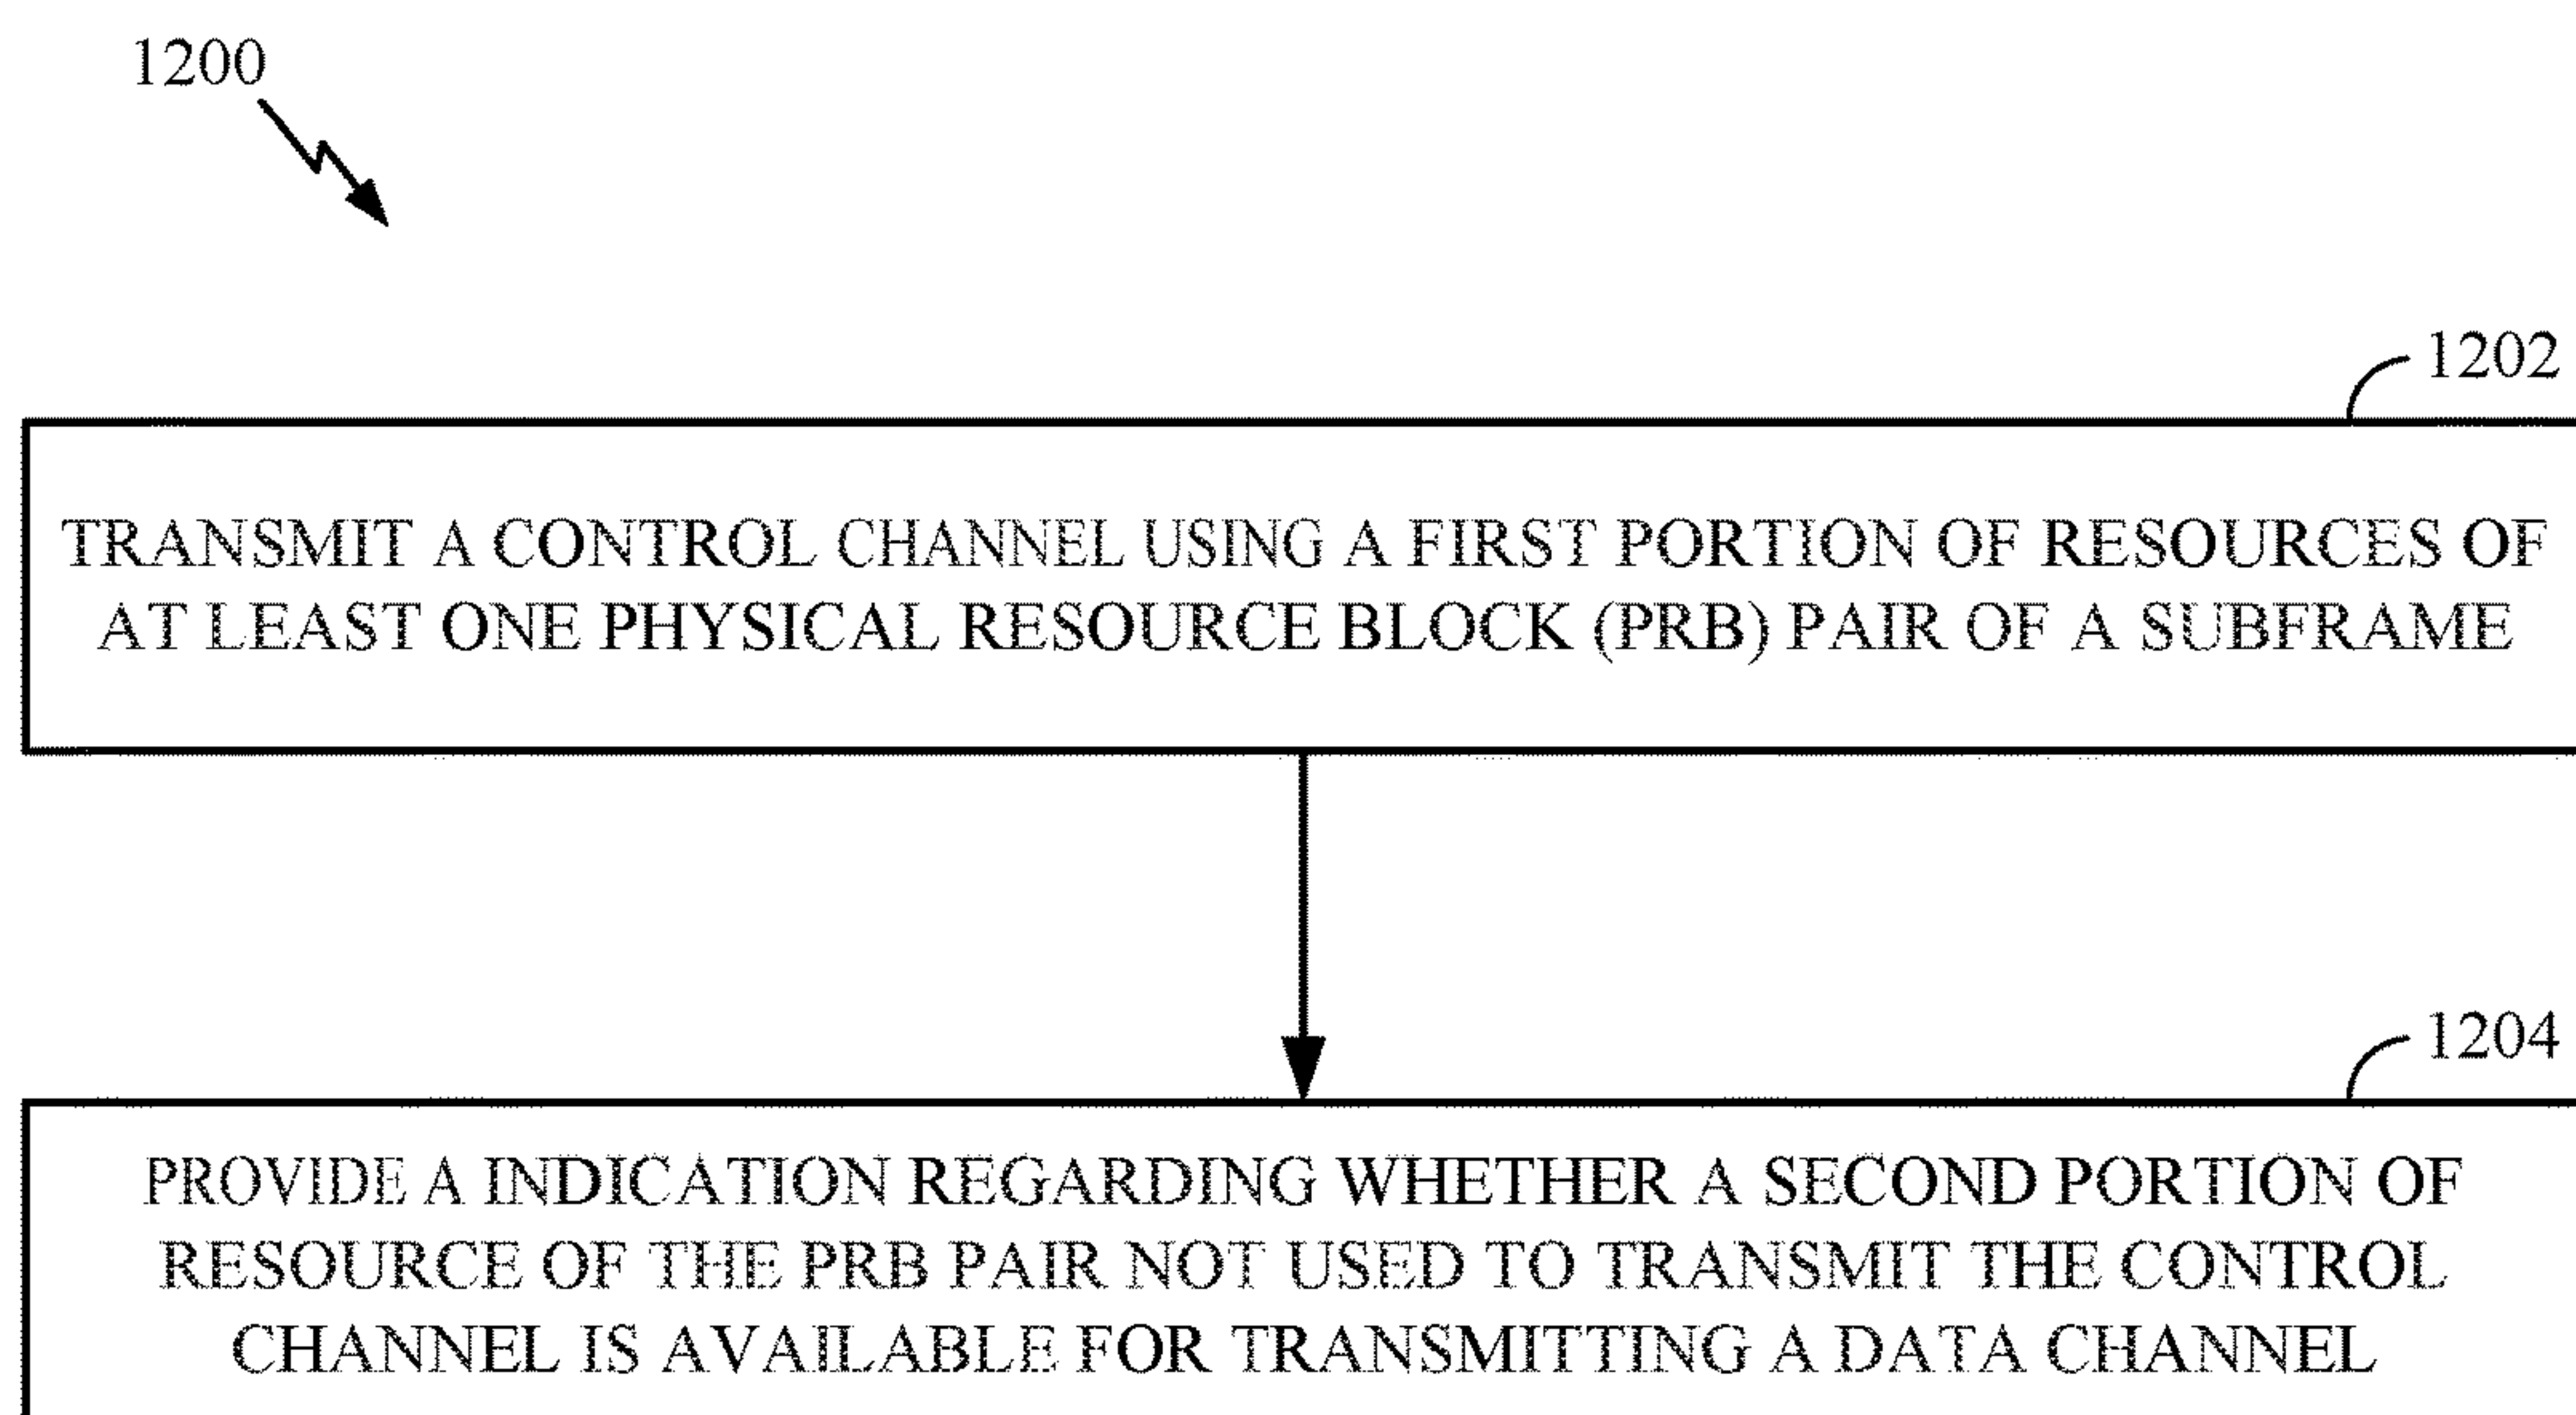 1200
1202
TRANSMIT A CONTROL CHANNEL USING A FIRST PORTION OF RESOURCES OF
AT LEAST ONE PHYSICAL RESOURCE BLOCK (PRB) PAIR OF A SUBFRAME
1204
PROVIDE A INDICATION REGARDING WHETHER A SECOND PORTION OF
RESOURCE OF THE PRB PAIR NOT USED TO TRANSMIT THE CONTROL
CHANNEL IS AVAILABLE FOR TRANSMITTING A DATA CHANNEL